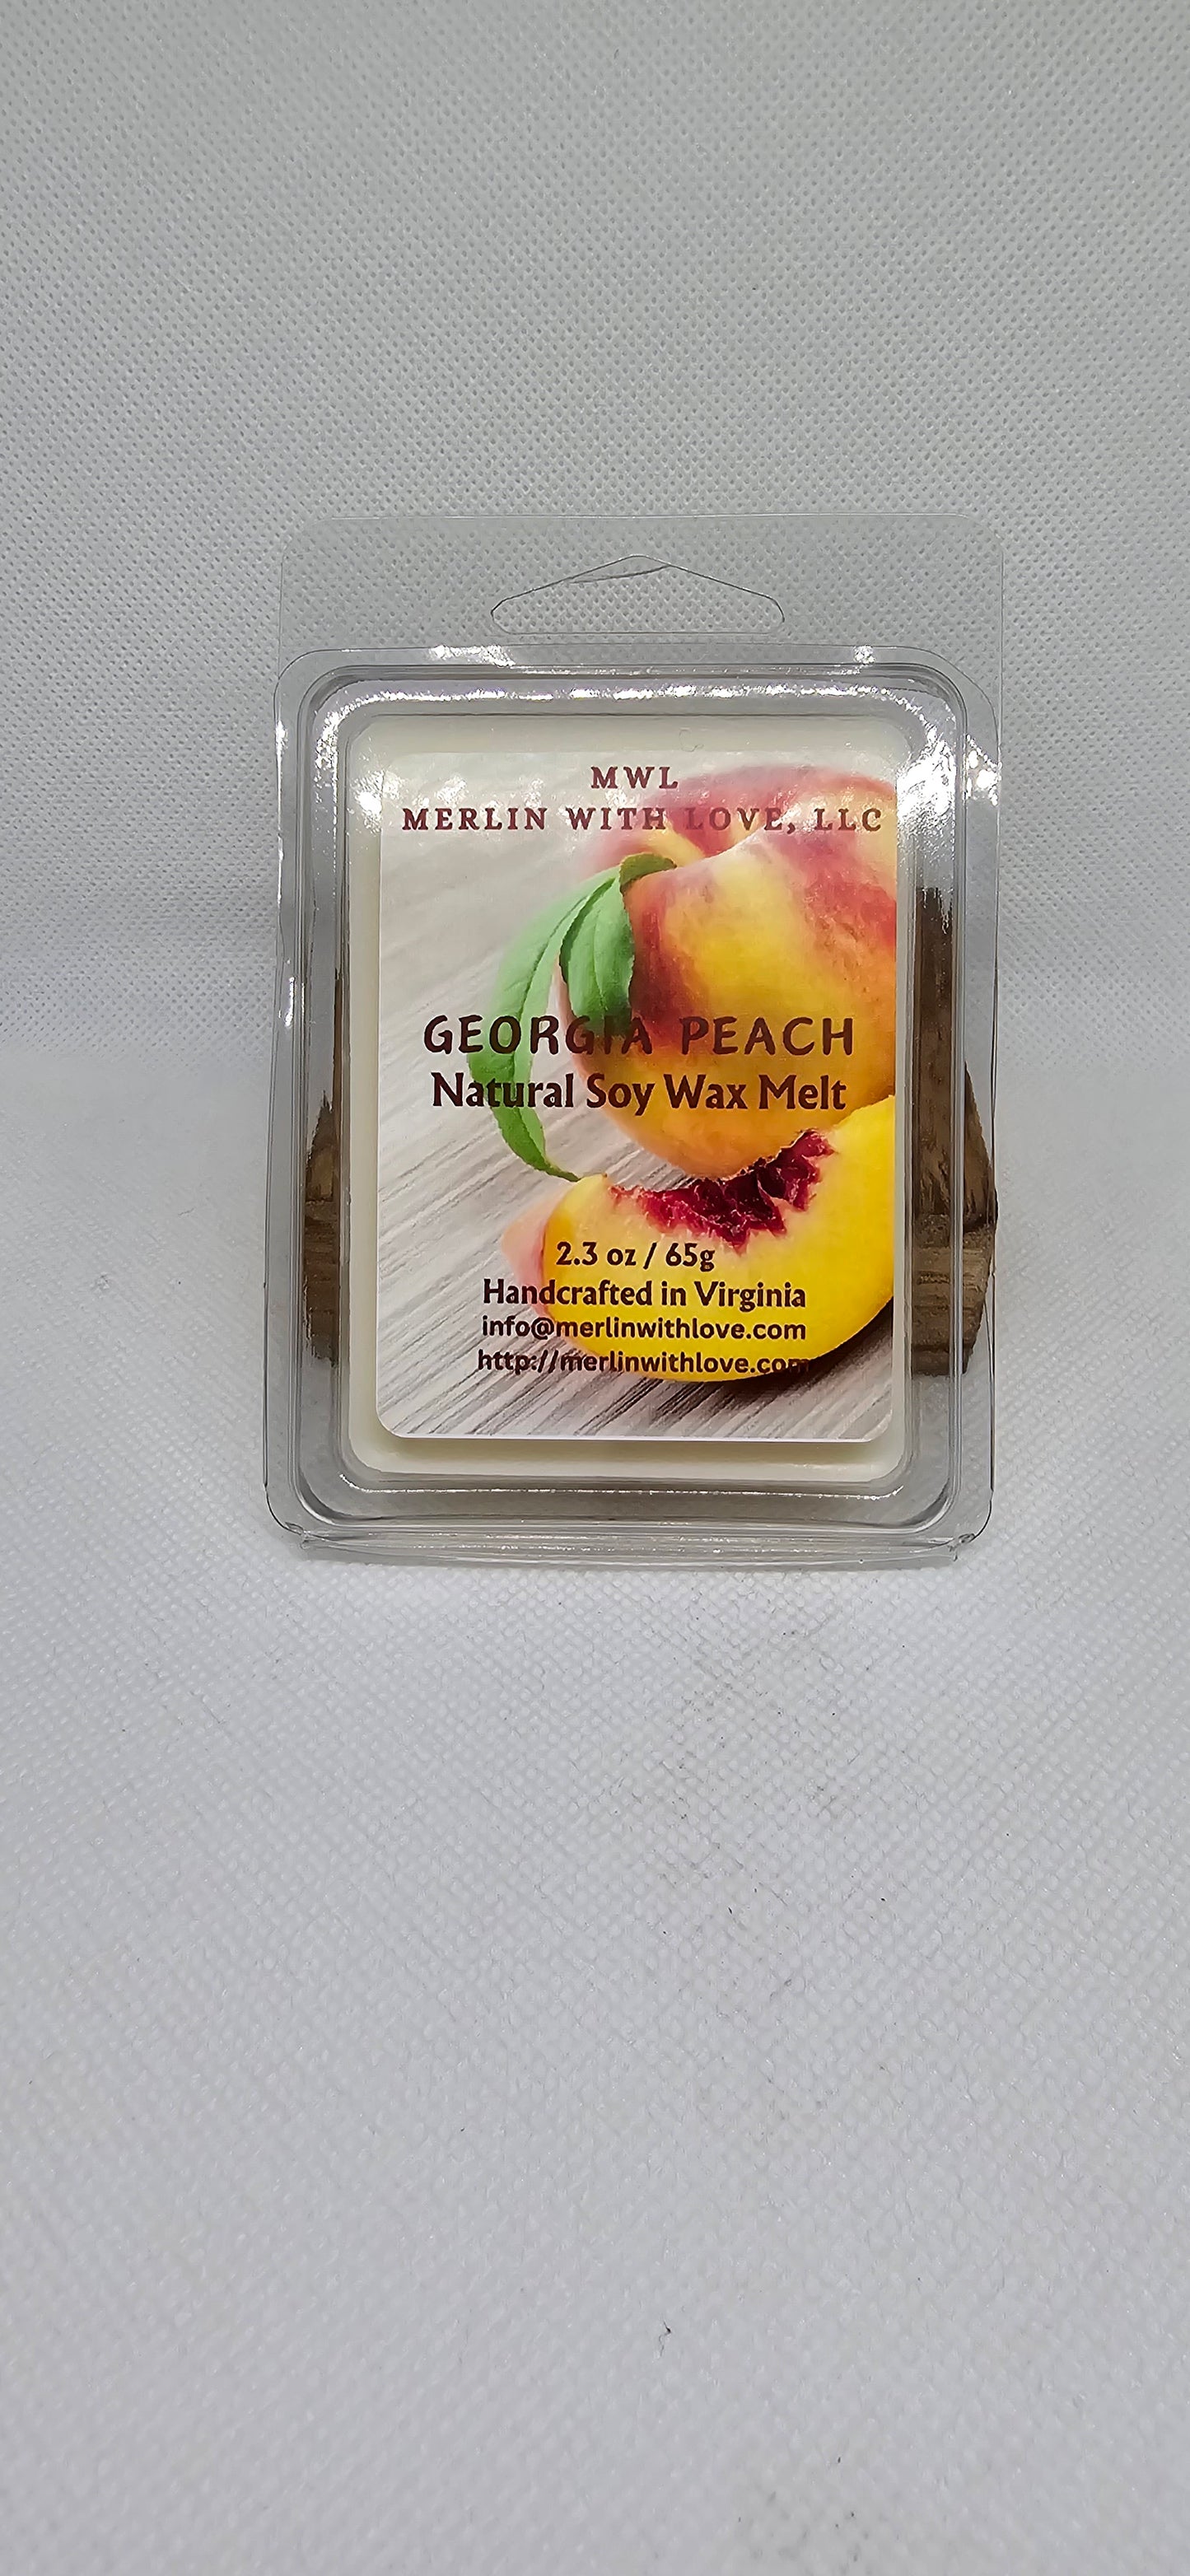 MWL
MERLIN WITH LOVE, LLC
GEORGIA PEACH
Natural Soy Wax Melt
2.3 oz / 65g
Handcrafted in Virginia
info@merlinwithlove.com
http://merlinwithlove.com